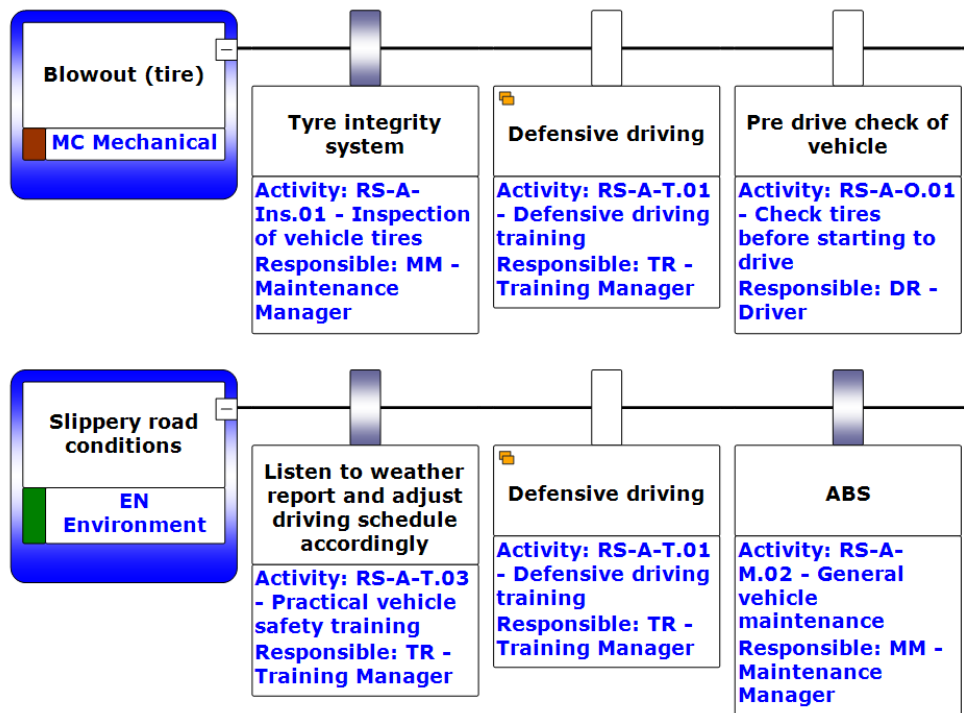 Blowout (tire)
MC Mechanical
Tyre integrity
system
Activity: RS-A-
Ins.01 - Inspection
of vehicle tires
Responsible: MM -
Maintenance
Manager
Defensive driving
Activity: RS-A-T.01
- Defensive driving
training
Responsible: TR -
Training Manager
Pre drive check of
vehicle
Activity: RS-A-O.01
- Check tires
before starting to
drive
Responsible: DR -
Driver
Slippery road
conditions
EN
Environment
Listen to weather
report and adjust
driving schedule
accordingly
Activity: RS-A-T.03
- Practical vehicle
safety training
Responsible: TR -
Training Manager
Defensive driving
Activity: RS-A-T.01
- Defensive driving
training
Responsible: TR -
Training Manager
ABS
Activity: RS-A-
M.02 - General
vehicle
maintenance
Responsible: MM -
Maintenance
Manager